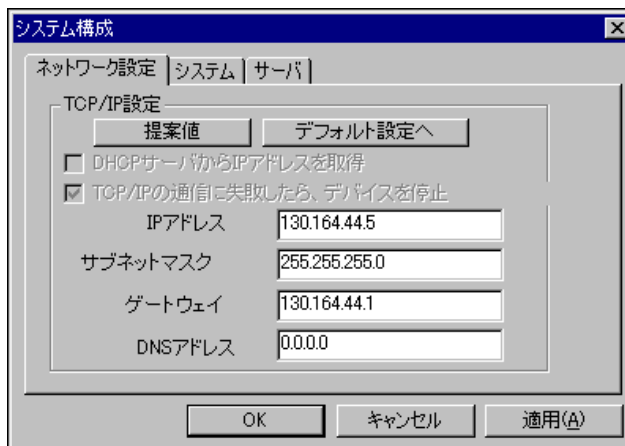 システム構成
ネットワーク設定 システム サーバ
TCP/IP設定
提案値 デフォルト設定へ
DHCPサーバからIPアドレスを取得
TCP/IPの通信に失敗したら、デバイスを停止
IPアドレス 130.164.44.5
サブネットマスク 255.255.255.0
ゲートウェイ 130.164.44.1
DNSアドレス 0.0.0.0
OK キャンセル 適用(A)